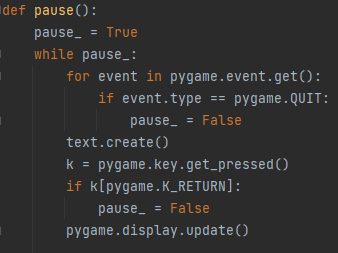 def pause():
    pause_ = True
    while pause_:
        for event in pygame.event.get():
            if event.type == pygame.QUIT:
                pause_ = False
        text.create()
        k = pygame.key.get_pressed()
        if k[pygame.K_RETURN]:
            pause_ = False
        pygame.display.update()